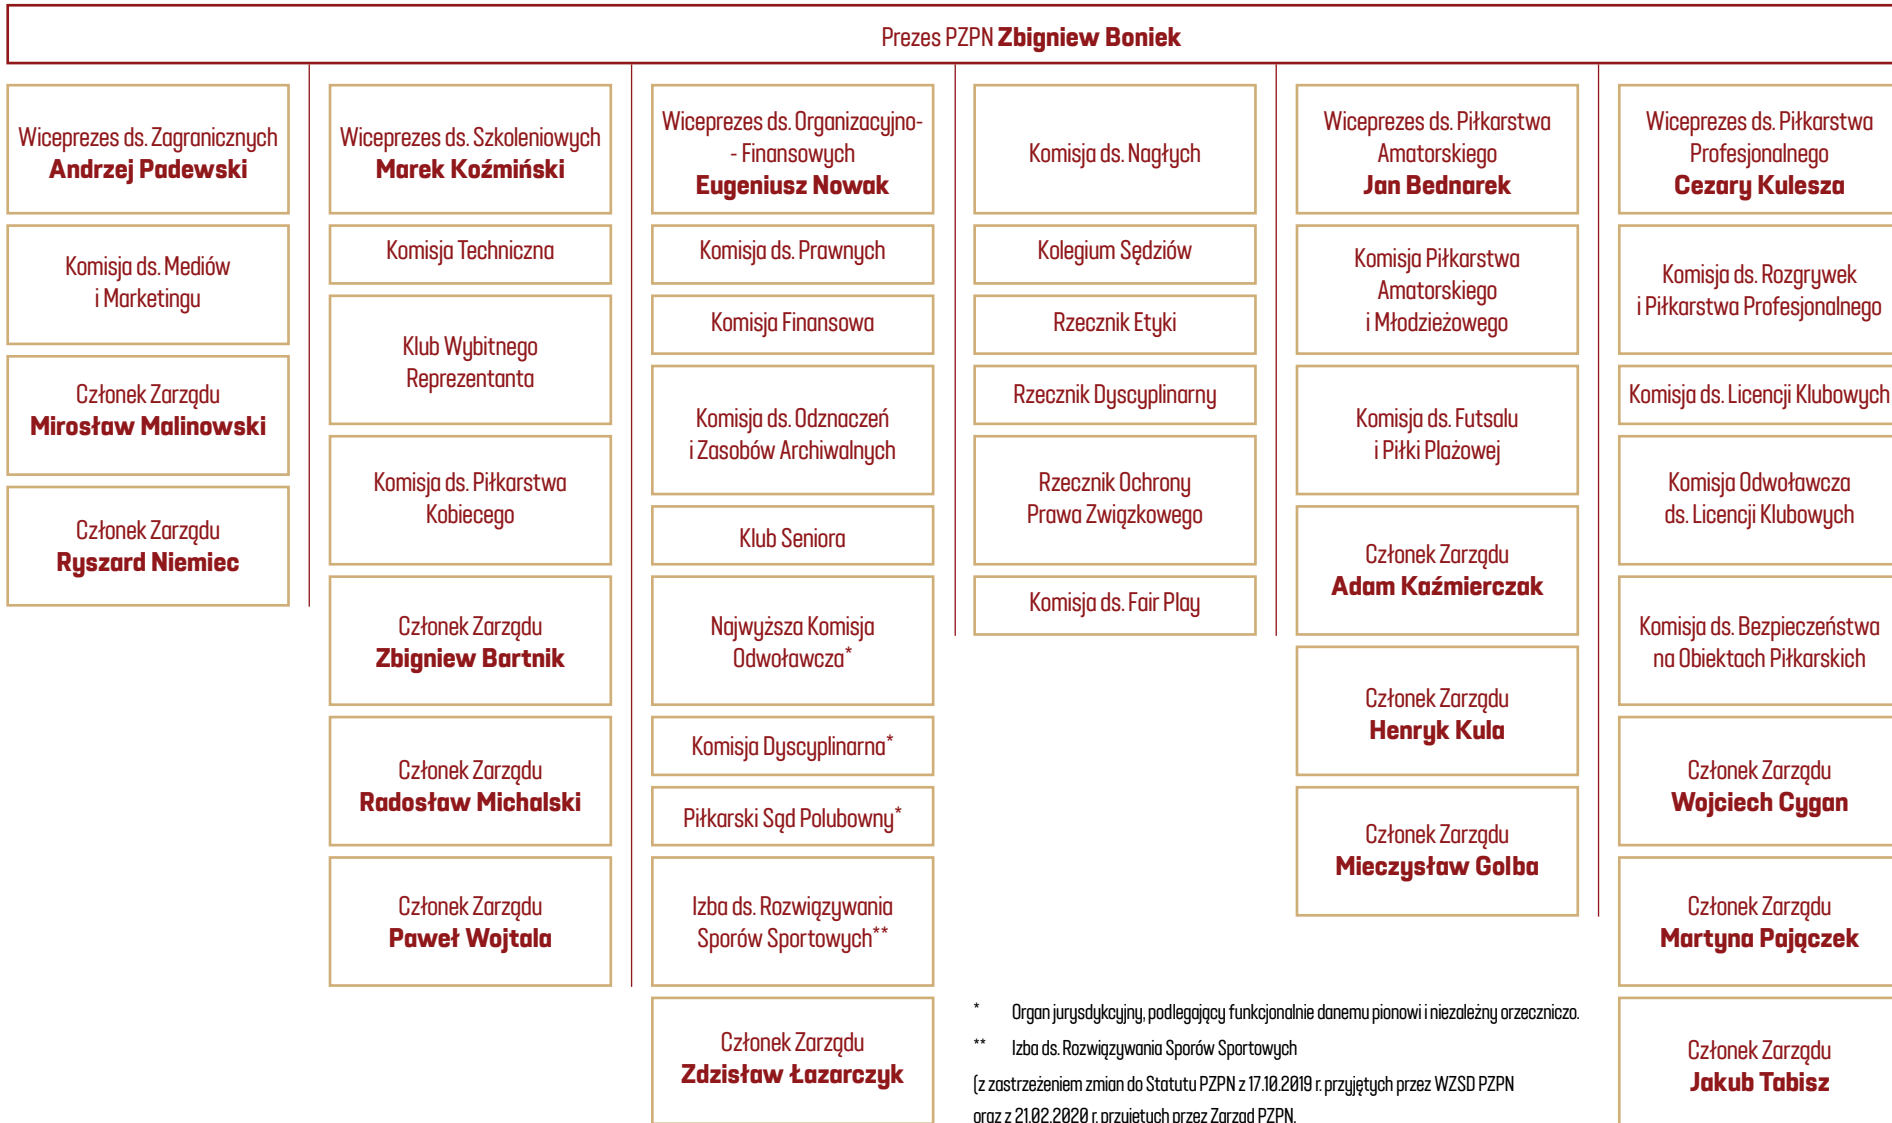 Prezes PZPN Zbigniew Boniek
Wiceprezes ds. Zagranicznych
Andrzej Padewski
Komisja ds. Mediów
i Marketingu
Członek Zarządu
Mirosław Malinowski
Członek Zarządu
Ryszard Niemiec
Wiceprezes ds. Szkoleniowych
Marek Koźmiński
Komisja Techniczna
Klub Wybitnego
Reprezentanta
Komisja ds. Piłkarstwa
Kobiecego
Członek Zarządu
Zbigniew Bartnik
Członek Zarządu
Radosław Michalski
Członek Zarządu
Paweł Wojtala
Wiceprezes ds. Organizacyjno-
- Finansowych
Eugeniusz Nowak
Komisja ds. Prawnych
Komisja Finansowa
Komisja ds. Odznaczeń
i Zasobów Archiwalnych
Klub Seniora
Najwyższa Komisja
Odwoławcza*
Komisja Dyscyplinarna*
Piłkarski Sąd Polubowny*
Izba ds. Rozwiązywania
Sporów Sportowych**
Członek Zarządu
Zdzisław Łazarczyk
Komisja ds. Nagłych
Kolegium Sędziów
Rzecznik Etyki
Rzecznik Dyscyplinarny
Rzecznik Ochrony
Prawa Związkowego
Komisja ds. Fair Play
Wiceprezes ds. Piłkarstwa
Amatorskiego
Jan Bednarek
Komisja Piłkarstwa
Amatorskiego
i Młodzieżowego
Komisja ds. Futsalu
i Piłki Plażowej
Członek Zarządu
Adam Kaźmierczak
Członek Zarządu
Henryk Kula
Członek Zarządu
Mieczysław Golba
Wiceprezes ds. Piłkarstwa
Profesjonalnego
Cezary Kulesza
Komisja ds. Rozgrywek
i Piłkarstwa Profesjonalnego
Komisja ds. Licencji Klubowych
Komisja Odwoławcza
ds. Licencji Klubowych
Komisja ds. Bezpieczeństwa
na Obiektach Piłkarskich
Członek Zarządu
Wojciech Cygan
Członek Zarządu
Martyna Pajączek
Członek Zarządu
Jakub Tabisz
* Organ jurysdykcyjny, podlegający funkcjonalnie danemu pionowi i niezależny orzeczniczo.
** Izba ds. Rozwiązywania Sporów Sportowych
(z zastrzeżeniem zmian do Statutu PZPN z 17.10.2019 r. przyjętych przez WZSD PZPN
oraz z 21.02.2020 r. przyjętych przez Zarząd PZPN.